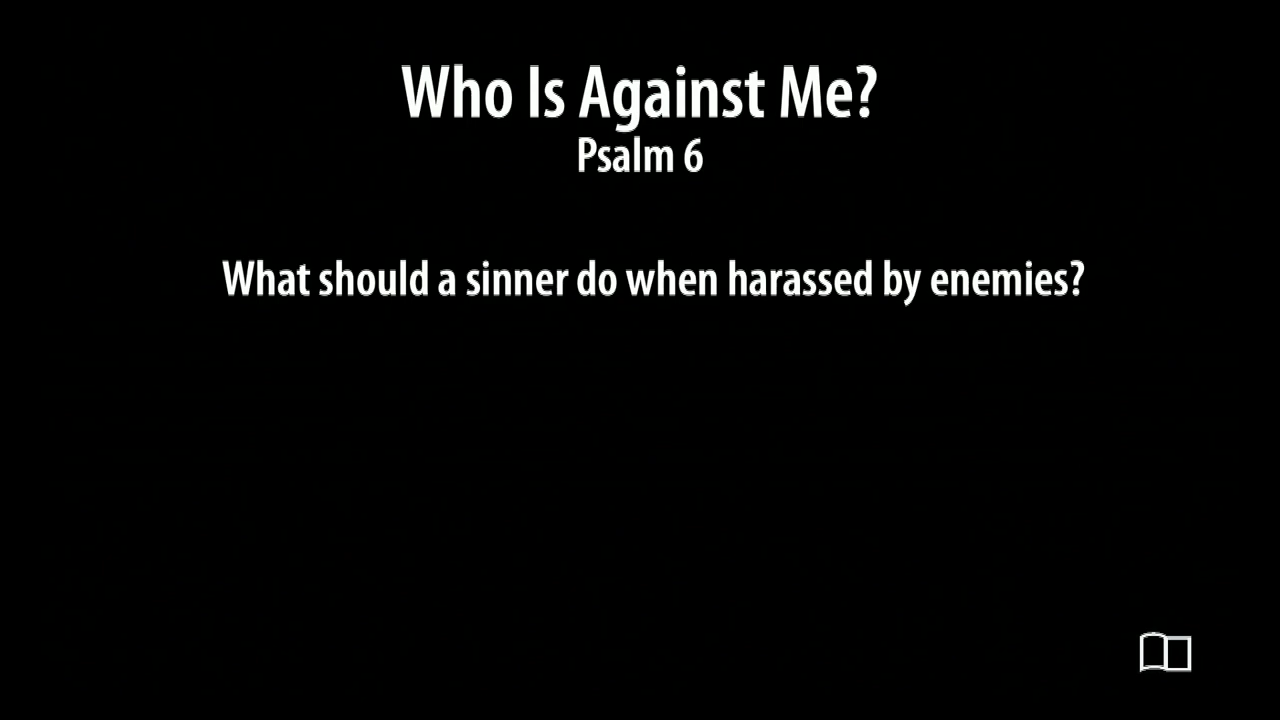 Who Is Against Me?
Psalm 6
What should a sinner do when harassed by enemies?